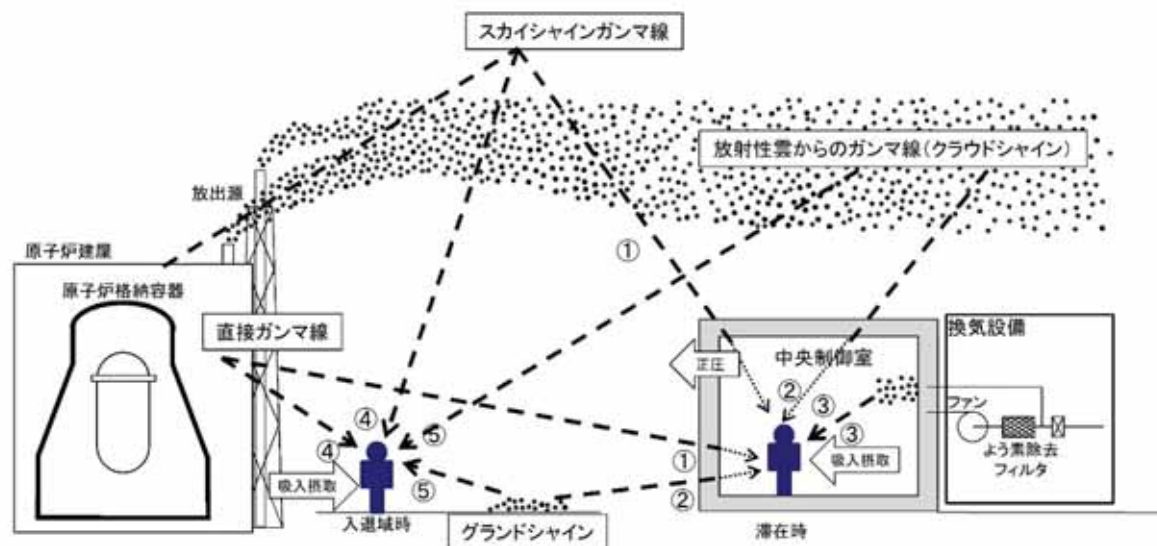 スカイシャインガンマ線
放射性雲からのガンマ線(クラウドシャイン)
放出源
①
原子炉建屋
原子炉格納容器
直接ガンマ線
換気設備
中央制御室
正圧
②
③
ファン
④
⑤
③
よう素除去
フィルタ
④
①
吸入摂取
吸入摂取
⑤
②
入退域時
グランドシャイン
滞在時